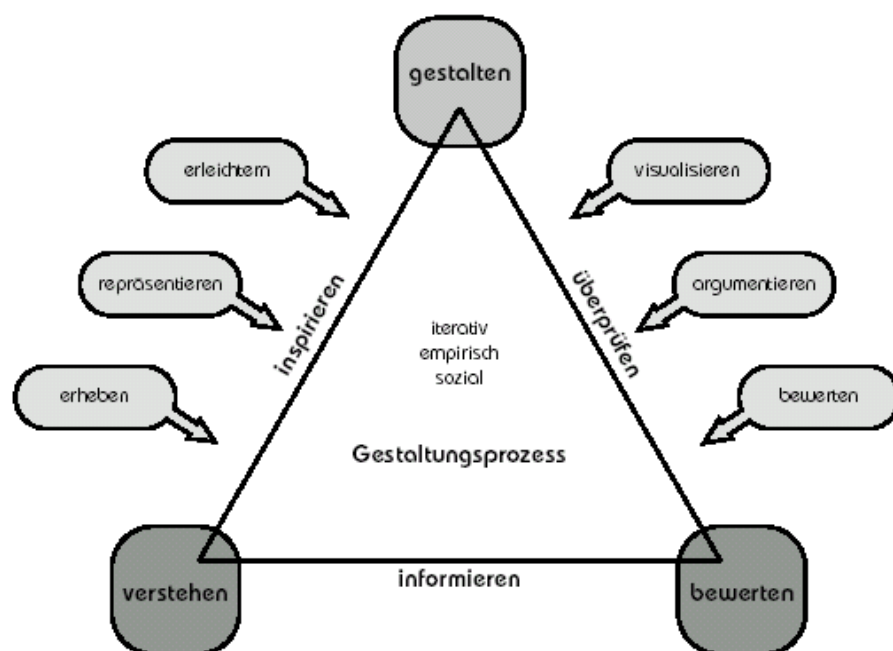 gestalten
erleichtern
visualisieren
repräsentieren
argumentieren
inspirieren
überprüfen
iterativ
empirisch
sozial
erheben
bewerten
Gestaltungsprozess
verstehen
informieren
bewerten